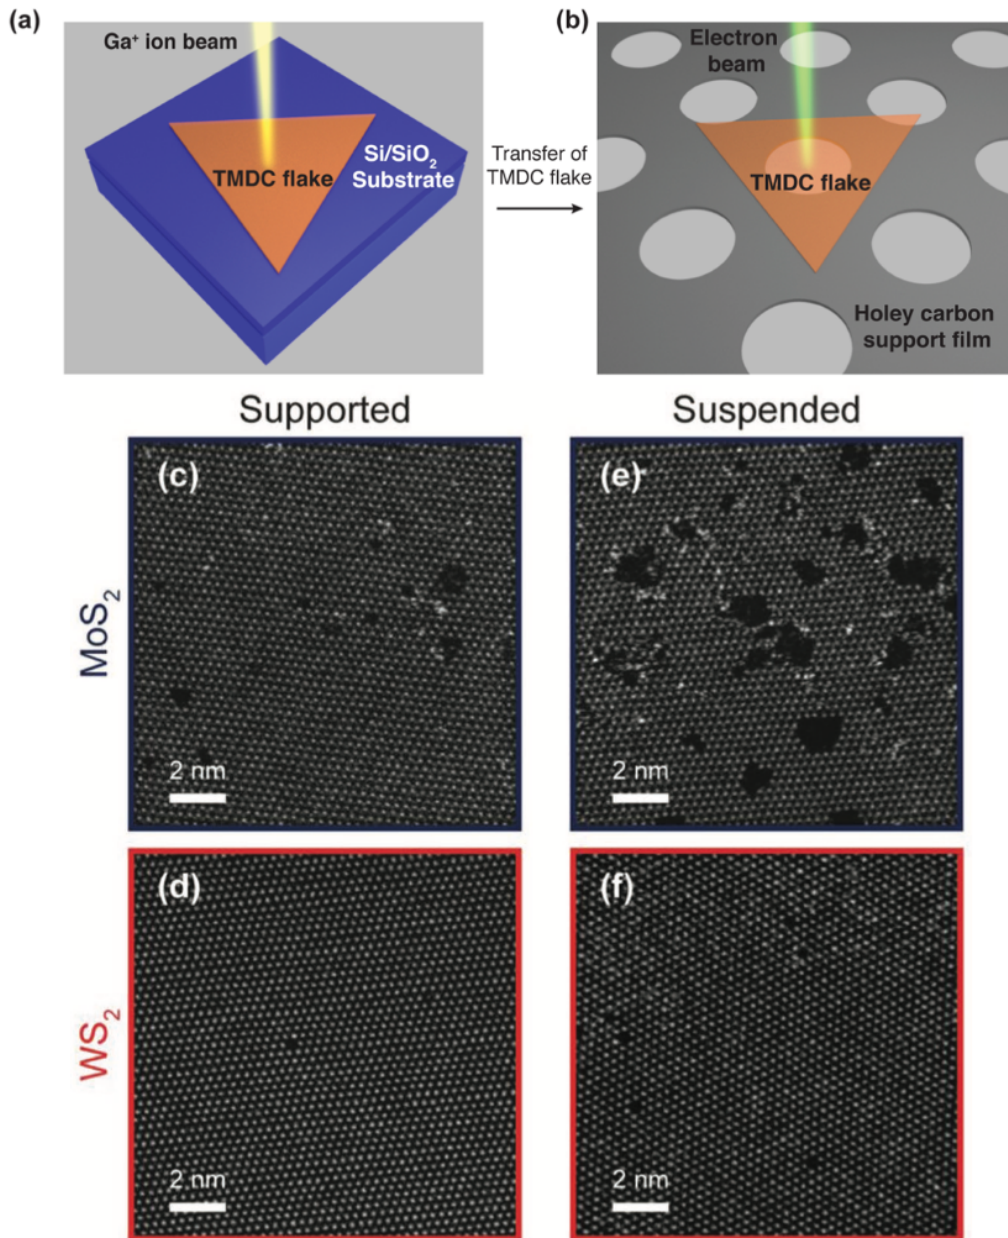 (a)
Ga⁺ ion beam
TMDC flake
Si/SiO₂
Substrate
Transfer of
TMDC flake
(b)
Electron
beam
TMDC flake
Holey carbon
support film
Supported
Suspended
MoS₂
(c)
2 nm
(e)
2 nm
WS₂
(d)
2 nm
(f)
2 nm